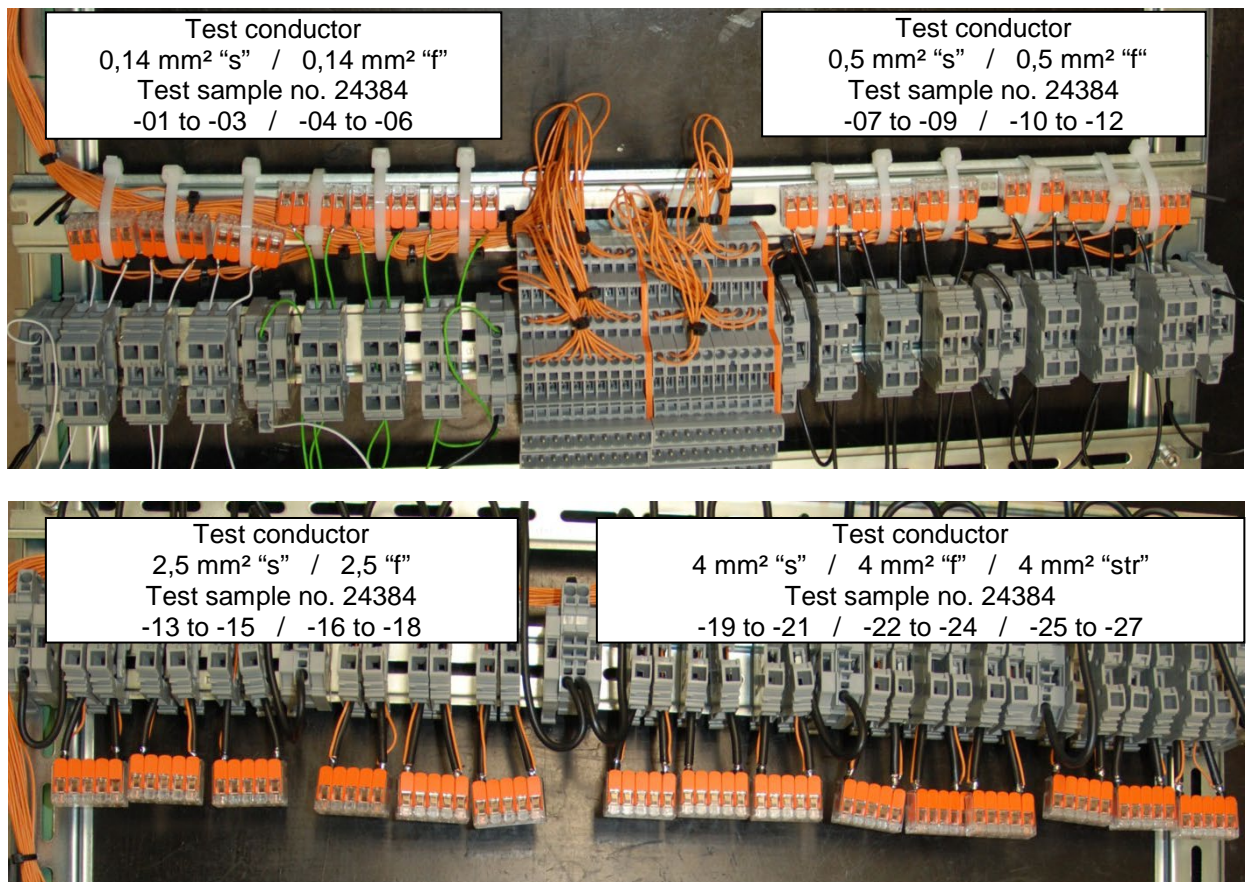 Test conductor
0,14 mm² “s” / 0,14 mm² “f”
Test sample no. 24384
-01 to -03 / -04 to -06
Test conductor
0,5 mm² “s” / 0,5 mm² “f“
Test sample no. 24384
-07 to -09 / -10 to -12
Test conductor
2,5 mm² “s” / 2,5 “f”
Test sample no. 24384
-13 to -15 / -16 to -18
Test conductor
4 mm² “s” / 4 mm² “f” / 4 mm² “str”
Test sample no. 24384
-19 to -21 / -22 to -24 / -25 to -27